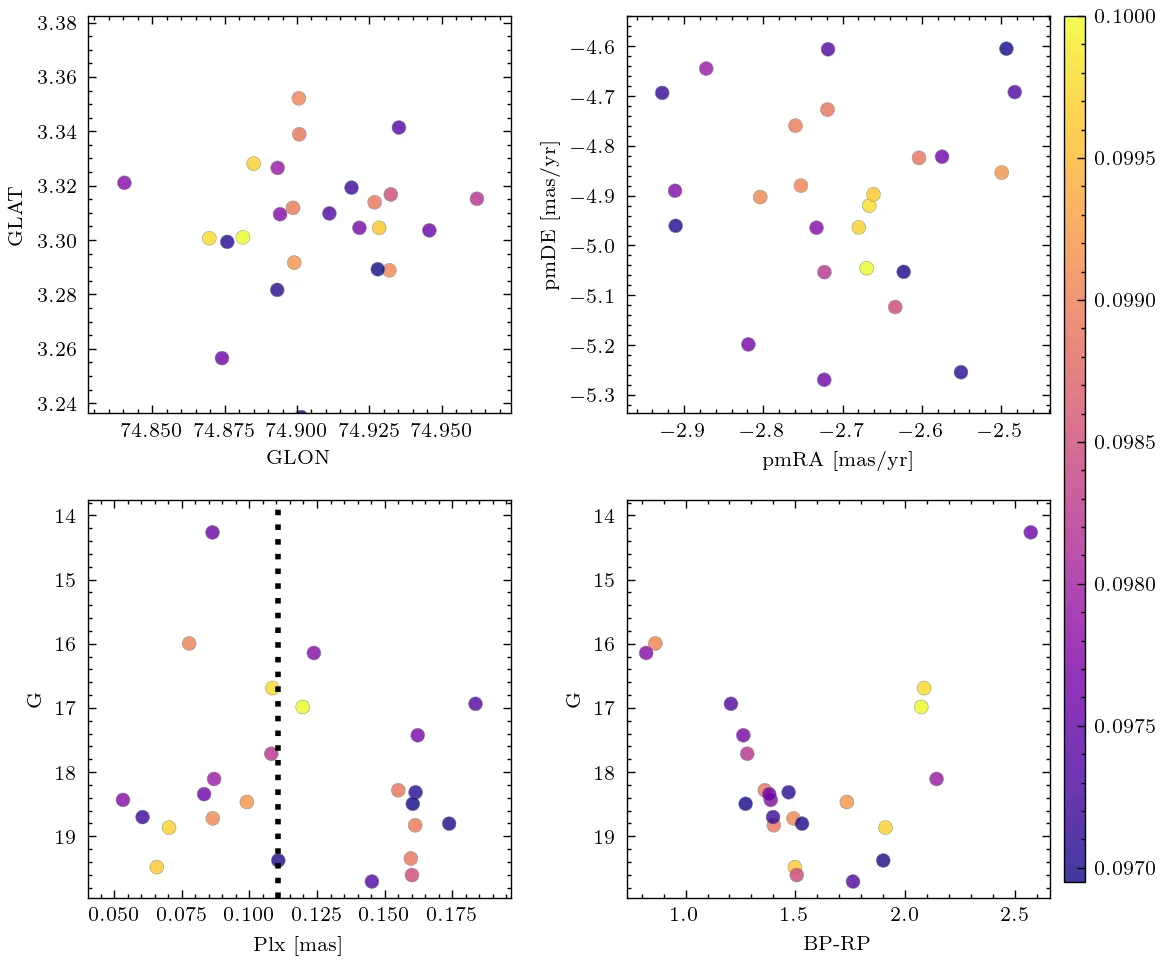 3.38
3.36
3.34
3.32
3.30
3.28
3.26
3.24
GLAT
74.850 74.875 74.900 74.925 74.950
GLON
−4.6
−4.7
−4.8
−4.9
−5.0
−5.1
−5.2
−5.3
pmDE [mas/yr]
−2.9 −2.8 −2.7 −2.6 −2.5
pmRA [mas/yr]
14
15
16
17
18
19
G
0.050 0.075 0.100 0.125 0.150 0.175
Plx [mas]
14
15
16
17
18
19
G
1.0 1.5 2.0 2.5
BP-RP
0.1000
0.0995
0.0990
0.0985
0.0980
0.0975
0.0970